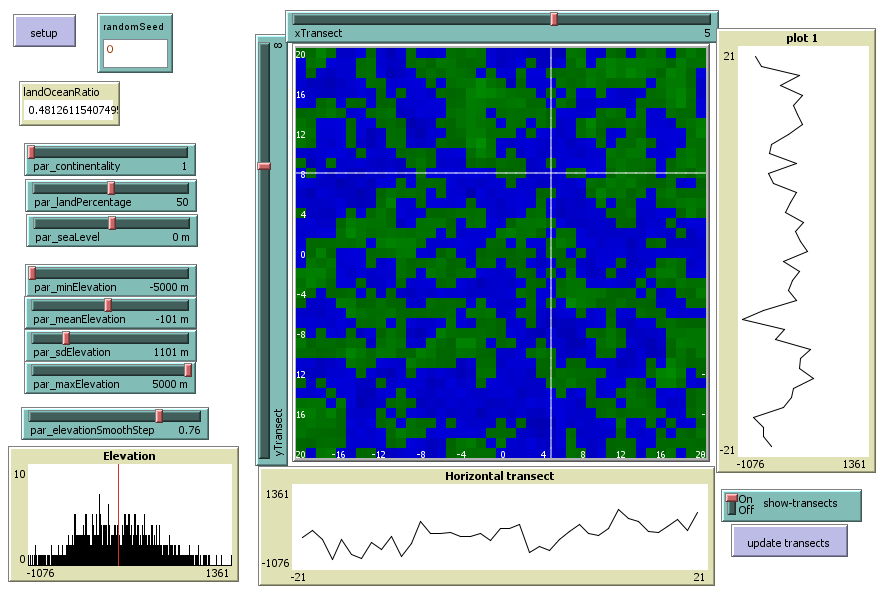 setup
randomSeed
0
landOceanRatio
0.4812611540749
par_continentality 1
par_landPercentage 50
par_seaLevel 0 m
par_minElevation -5000 m
par_meanElevation -101 m
par_sdElevation 1101 m
par_maxElevation 5000 m
par_elevationSmoothStep 0.76
Elevation
10
0
-1076 1361
xTransect 5
8
yTransect
20
16
12
8
4
0
-4
-8
12
16
20 -16 -12 -8 -4 0 4 8 12 16 20
Horizontal transect
1361
-1076
-21 21
plot 1
21
-21
-1076 1361
On
Off
show-transects
update transects